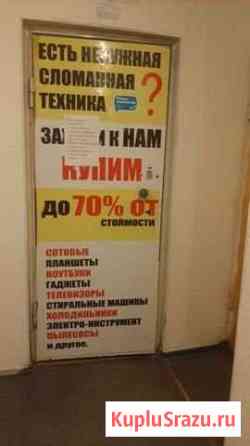 ЕСТЬ НЕНУЖНАЯ
СЛОМАННАЯ
ТЕХНИКА ?
К НАМ
КУПИМ
ДО 70% ОТ
СТОИМОСТИ
СОТОВЫЕ
ПЛАНШЕТЫ
НОУТБУКИ
ГАДЖЕТЫ
ТЕЛЕВИЗОРЫ
СТИРАЛЬНЫЕ МАШИНЫ
ХОЛОДИЛЬНИКИ
ЭЛЕКТРО-ИНСТРУМЕНТ
ПЫЛЕСОСЫ
И ДРУГОЕ.
KupluSrazu.ru